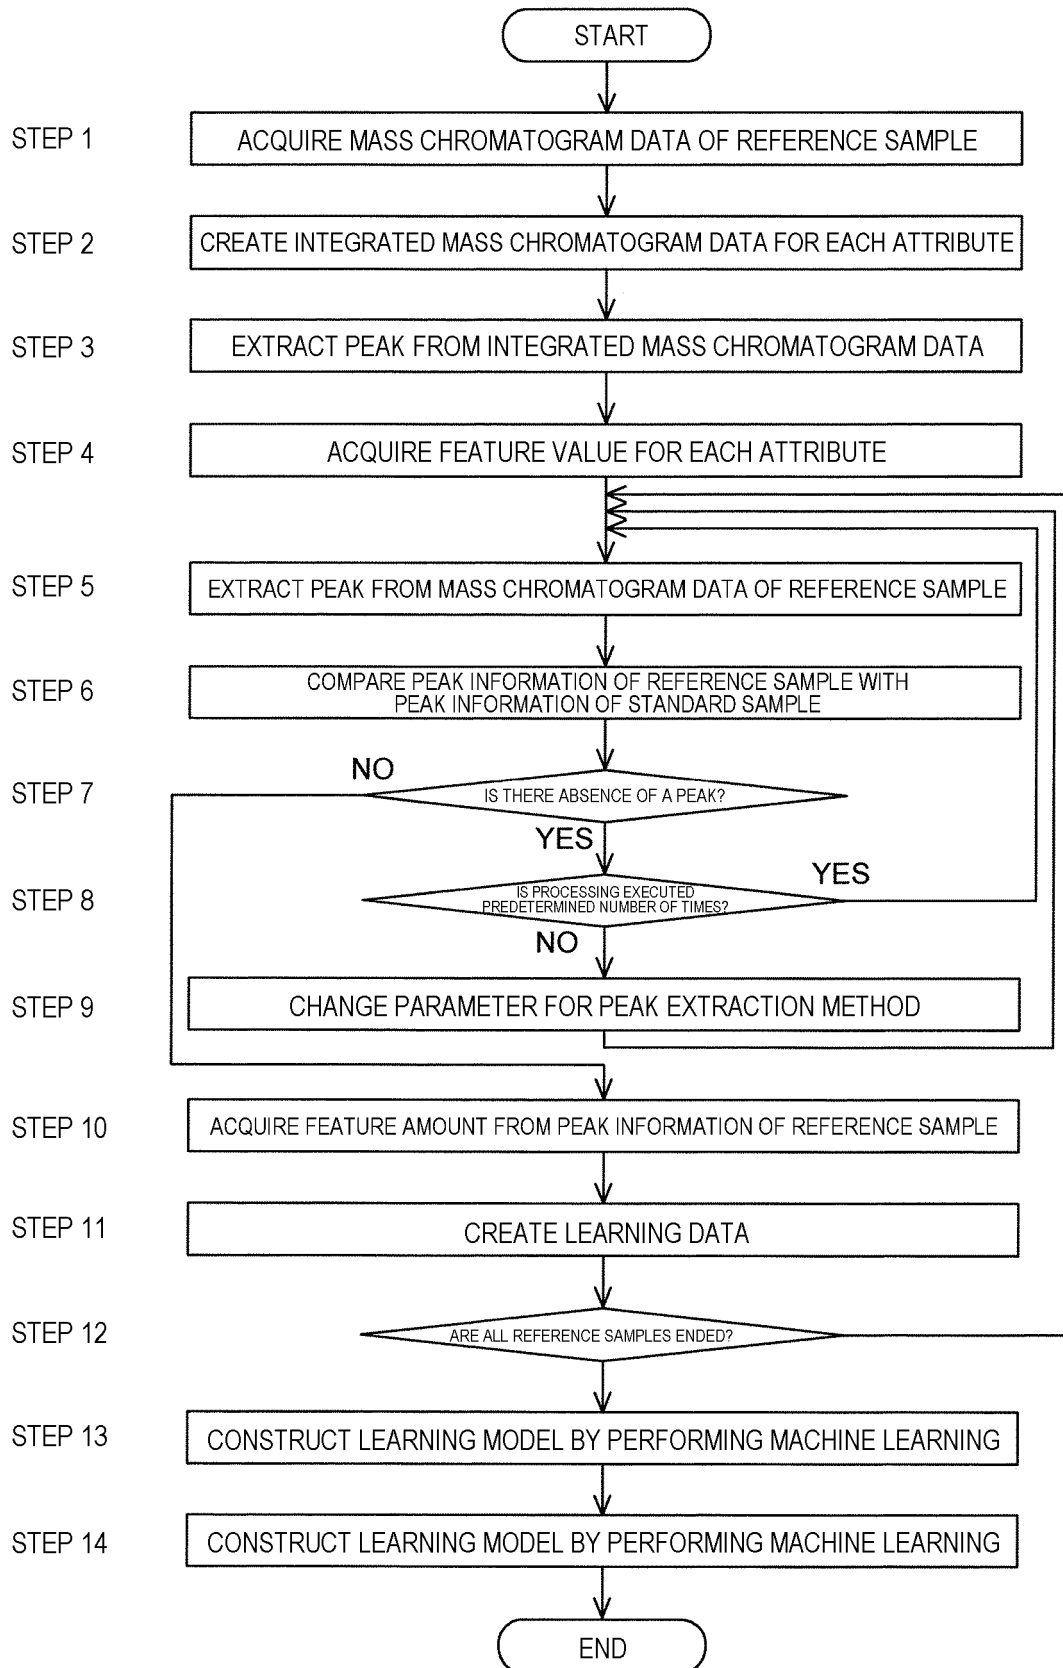 START
STEP 1
ACQUIRE MASS CHROMATOGRAM DATA OF REFERENCE SAMPLE
STEP 2
CREATE INTEGRATED MASS CHROMATOGRAM DATA FOR EACH ATTRIBUTE
STEP 3
EXTRACT PEAK FROM INTEGRATED MASS CHROMATOGRAM DATA
STEP 4
ACQUIRE FEATURE VALUE FOR EACH ATTRIBUTE
STEP 5
EXTRACT PEAK FROM MASS CHROMATOGRAM DATA OF REFERENCE SAMPLE
STEP 6
COMPARE PEAK INFORMATION OF REFERENCE SAMPLE WITH
PEAK INFORMATION OF STANDARD SAMPLE
STEP 7
NO
IS THERE ABSENCE OF A PEAK?
YES
STEP 8
IS PROCESSING EXECUTED
PREDETERMINED NUMBER OF TIMES?
YES
NO
STEP 9
CHANGE PARAMETER FOR PEAK EXTRACTION METHOD
STEP 10
ACQUIRE FEATURE AMOUNT FROM PEAK INFORMATION OF REFERENCE SAMPLE
STEP 11
CREATE LEARNING DATA
STEP 12
ARE ALL REFERENCE SAMPLES ENDED?
STEP 13
CONSTRUCT LEARNING MODEL BY PERFORMING MACHINE LEARNING
STEP 14
CONSTRUCT LEARNING MODEL BY PERFORMING MACHINE LEARNING
END